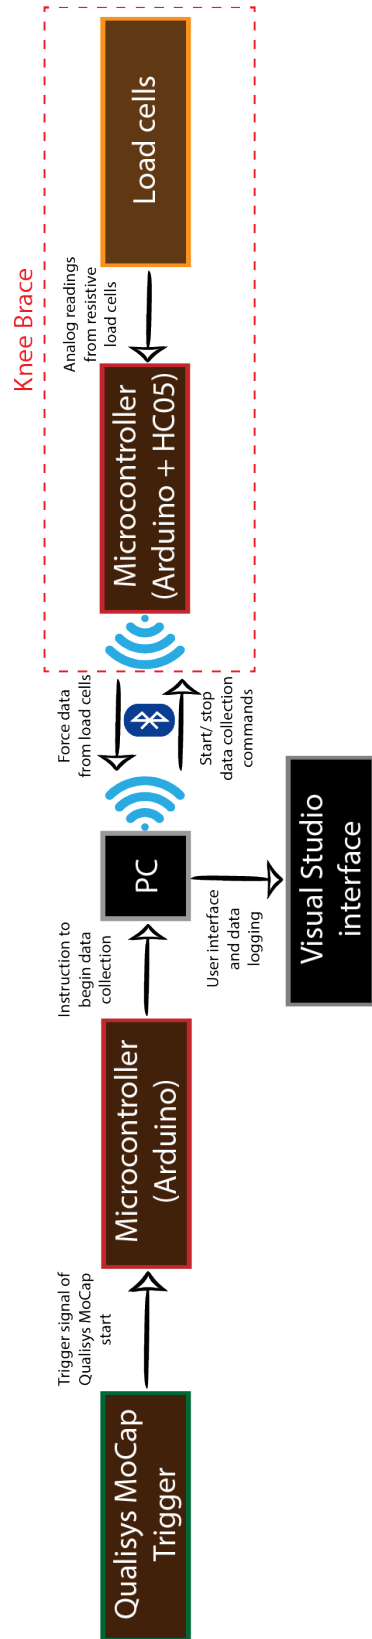 Qualisys MoCap
Trigger
Trigger signal of
Qualisys MoCap
start
Microcontroller
(Arduino)
Instruction to
begin data
collection
PC
User interface
and data
logging
Visual Studio
interface
Force data
from load cells
Start/ stop
data collection
commands
Knee Brace
Microcontroller
(Arduino + HC05)
Analog readings
from resistive
load cells
Load cells